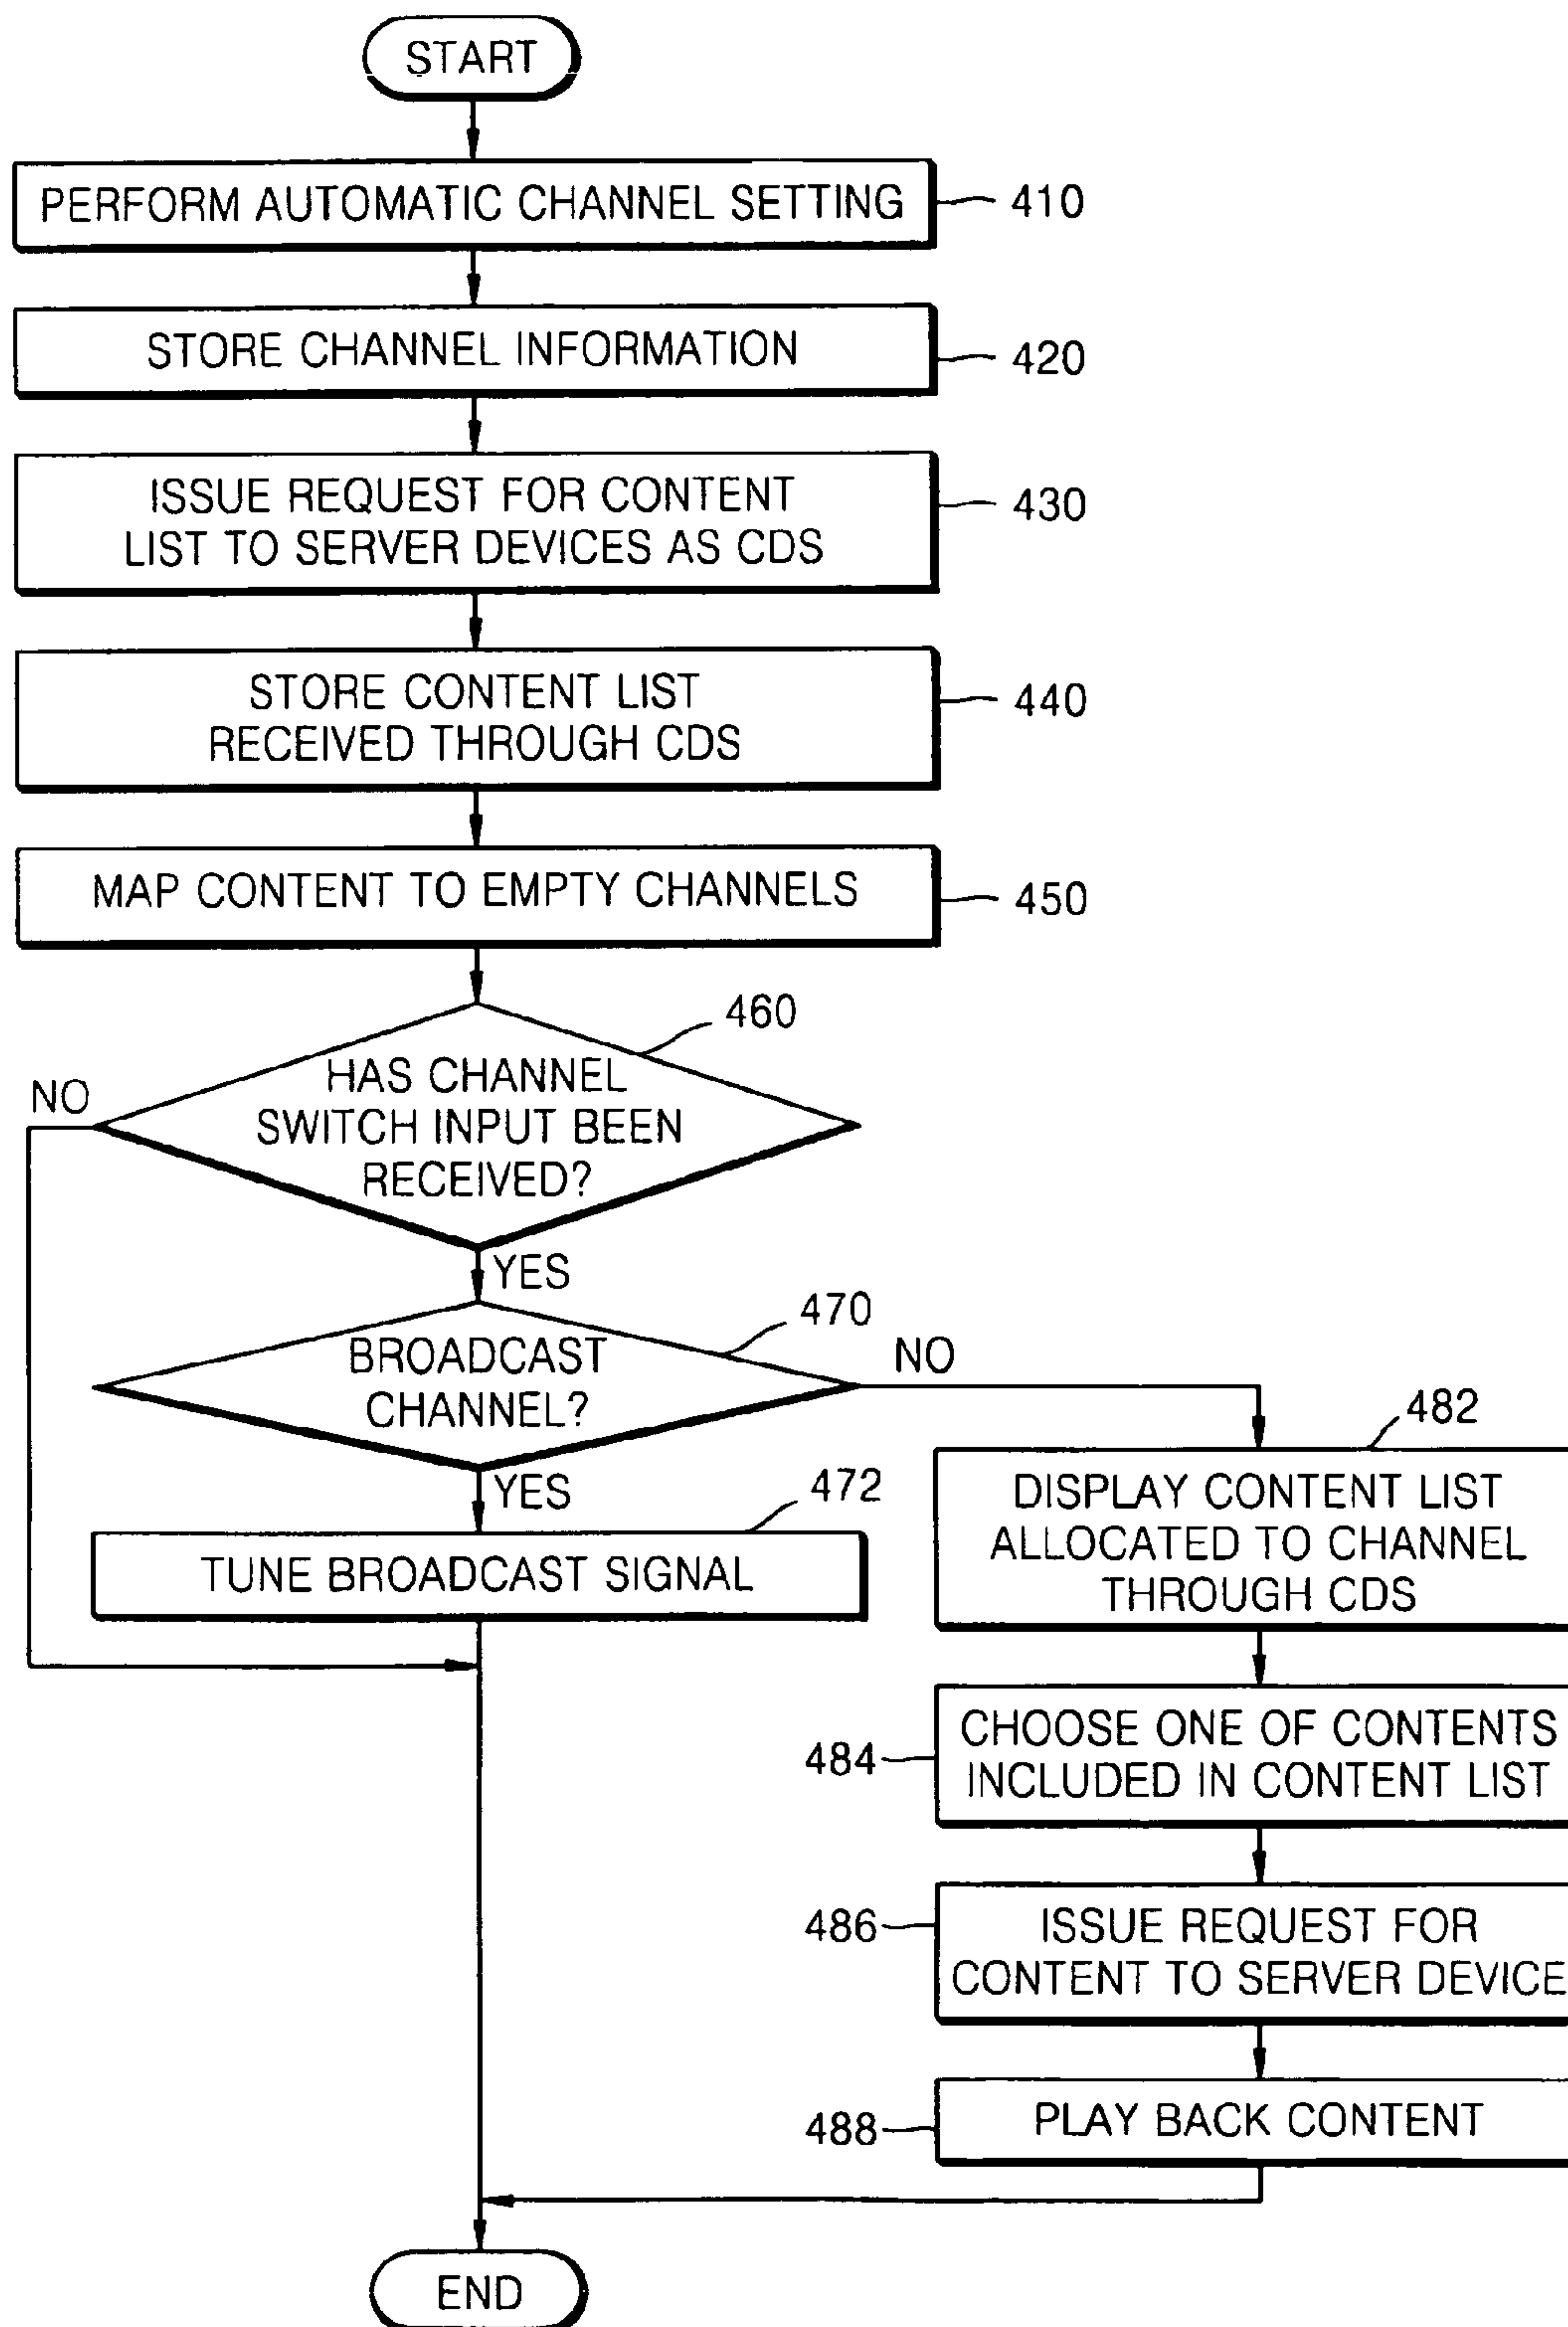 START
PERFORM AUTOMATIC CHANNEL SETTING
410
STORE CHANNEL INFORMATION
420
ISSUE REQUEST FOR CONTENT
LIST TO SERVER DEVICES AS CDS
430
STORE CONTENT LIST
RECEIVED THROUGH CDS
440
MAP CONTENT TO EMPTY CHANNELS
450
460
HAS CHANNEL
SWITCH INPUT BEEN
RECEIVED?
NO
YES
470
BROADCAST
CHANNEL?
NO
YES
472
TUNE BROADCAST SIGNAL
482
DISPLAY CONTENT LIST
ALLOCATED TO CHANNEL
THROUGH CDS
484
CHOOSE ONE OF CONTENTS
INCLUDED IN CONTENT LIST
486
ISSUE REQUEST FOR
CONTENT TO SERVER DEVICE
488
PLAY BACK CONTENT
END